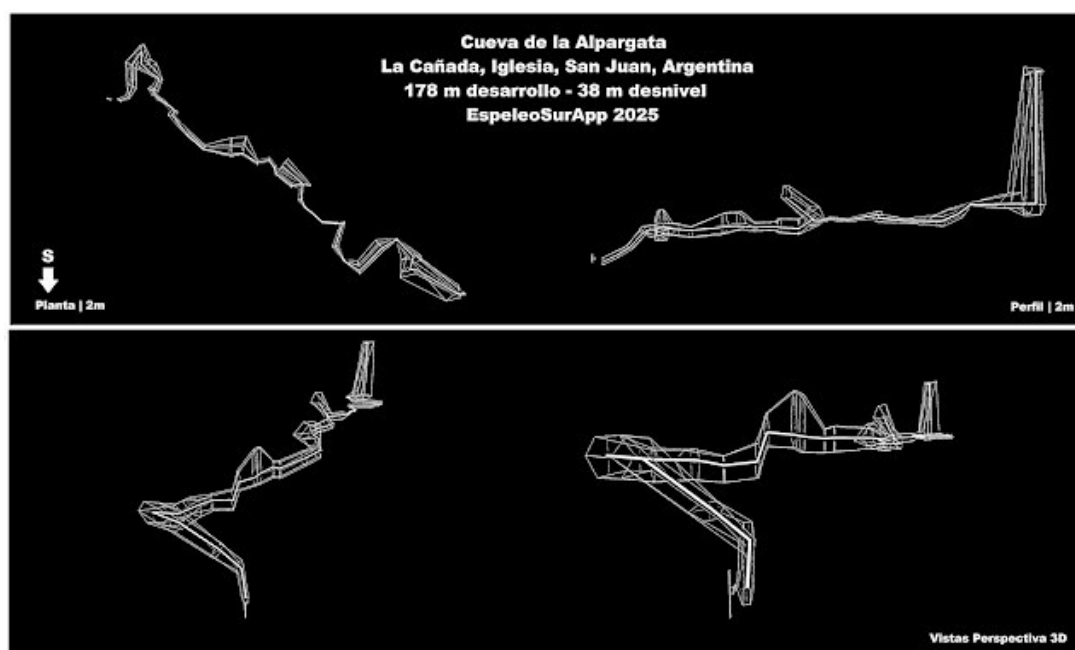 Cueva de la Alpargata
La Cañada, Iglesia, San Juan, Argentina
178 m desarrollo - 38 m desnivel
EspeleoSurApp 2025
S
Planta | 2m
Perfil | 2m
Vistas Perspectiva 3D